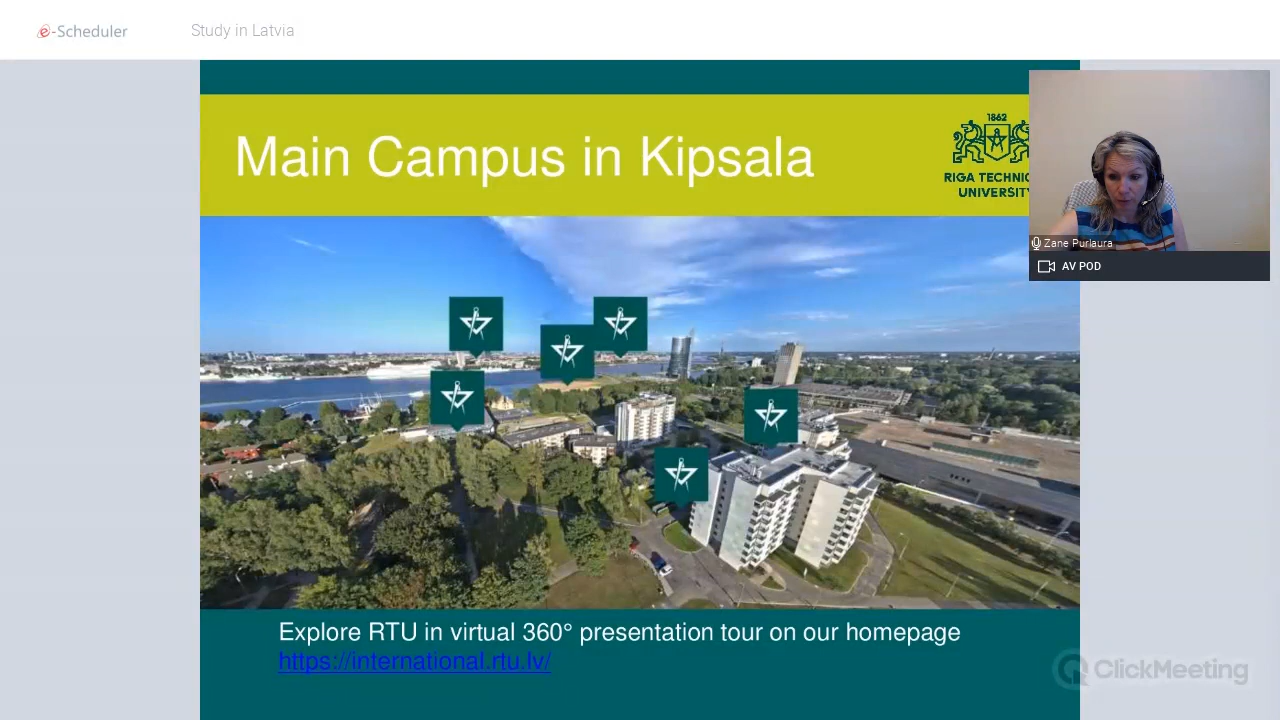 e-Scheduler
Study in Latvia
Main Campus in Kipsala
1862
RIGA TECHNIC
UNIVERSITY
Zane Purlaura
AV POD
Explore RTU in virtual 360° presentation tour on our homepage
https://international.rtu.lv/
ClickMeeting